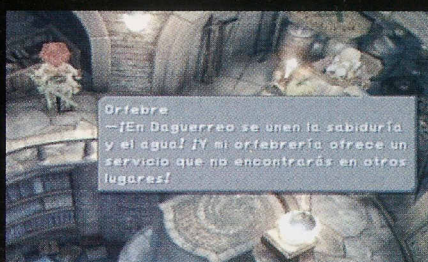 Orfebre
—¡En Daguerreo se unen la sabiduría
y el agua! ¡Y mi orfebrería ofrece un
servicio que no encontrarás en otros
lugares!